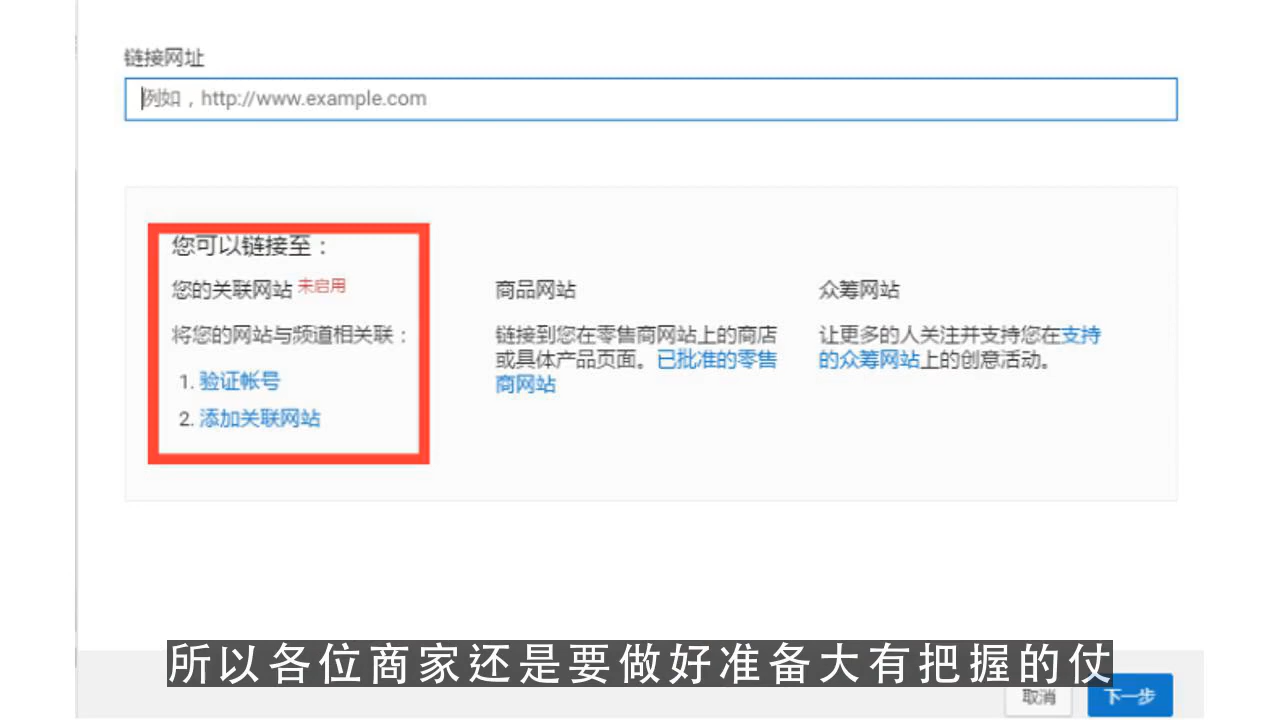 链接网址
例如，http://www.example.com
您可以链接至：
您的关联网站 未启用
将您的网站与频道相关联：
1. 验证帐号
2. 添加关联网站
商品网站
链接到您在零售商网站上的商店
或具体产品页面。已批准的零售
商网站
众筹网站
让更多的人关注并支持您在支持
的众筹网站上的创意活动。
所以各位商家还是要做好准备大有把握的仗
取消
下一步